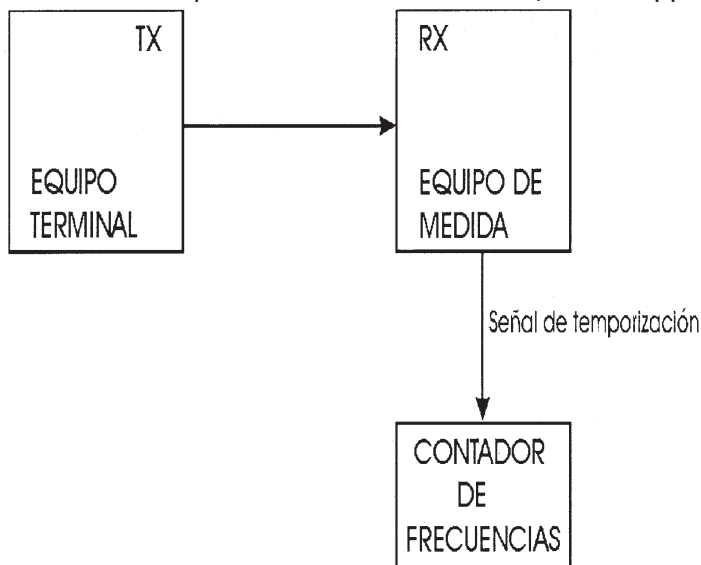 TX
RX
EQUIPO
TERMINAL
EQUIPO DE
MEDIDA
Señal de temporización
CONTADOR
DE
FRECUENCIAS